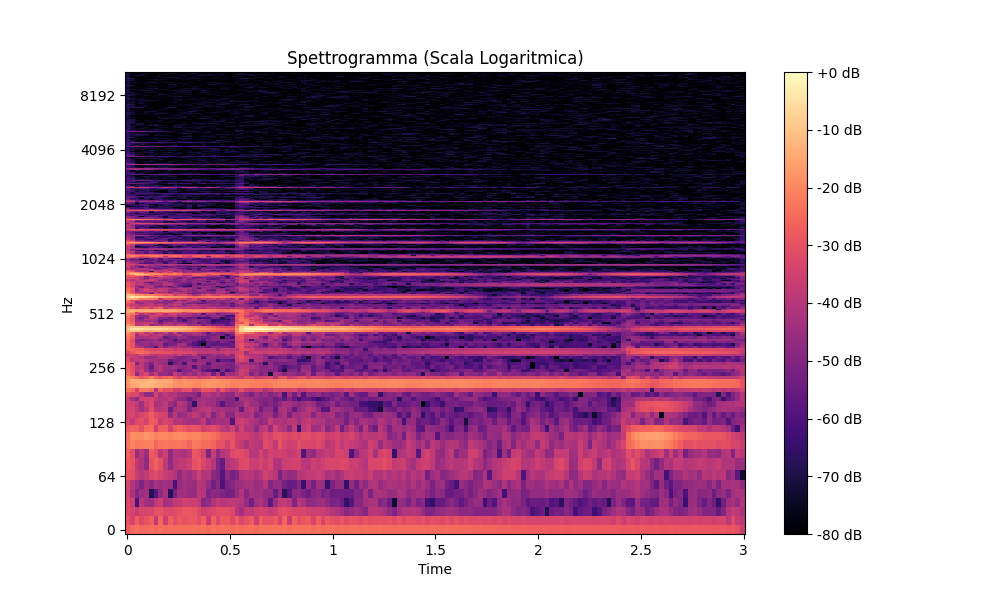 Spettrogramma (Scala Logaritmica)
Hz
8192
4096
2048
1024
512
256
128
64
0
0
0.5
1
1.5
2
2.5
3
Time
+0 dB
-10 dB
-20 dB
-30 dB
-40 dB
-50 dB
-60 dB
-70 dB
-80 dB